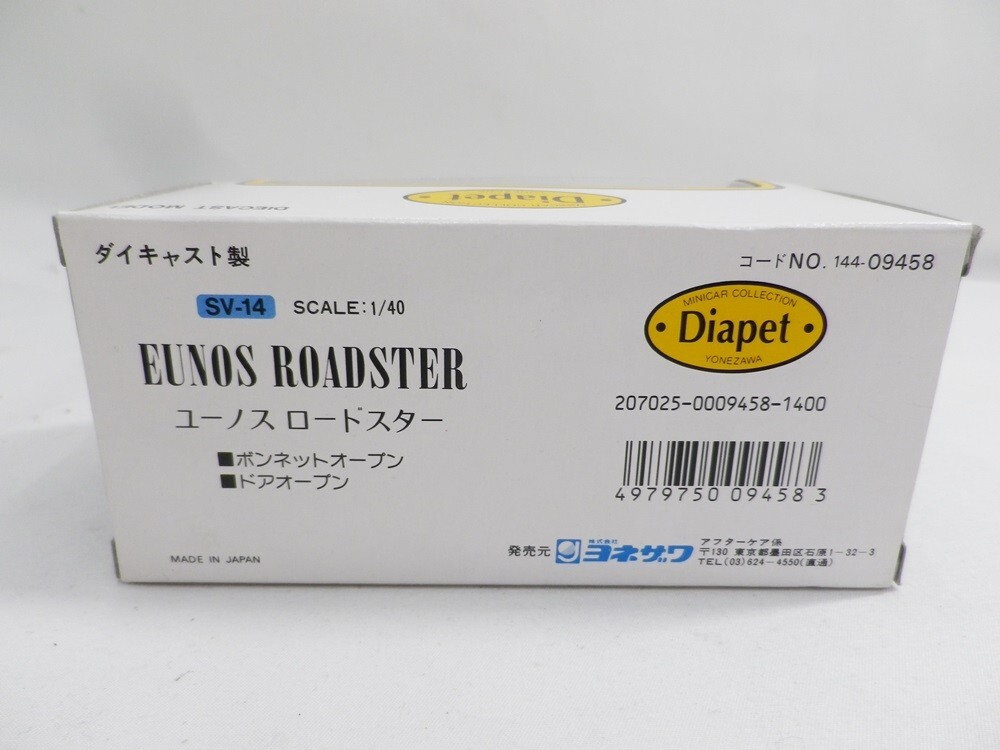 DIECAST MODEL
Diapet
ダイキャスト製
コードNO. 144-09458
SV-14 SCALE:1/40
MINICAR COLLECTION
Diapet
YONEZAWA
EUNOS ROADSTER
ユーノス ロードスター
207025-0009458-1400
■ボンネットオープン
■ドアオープン
4979750 094583
MADE IN JAPAN
発売元 株式会社 ヨネザワ
アフターケア係
〒130 東京都墨田区石原1-32-3
TEL(03)624-4550(直通)